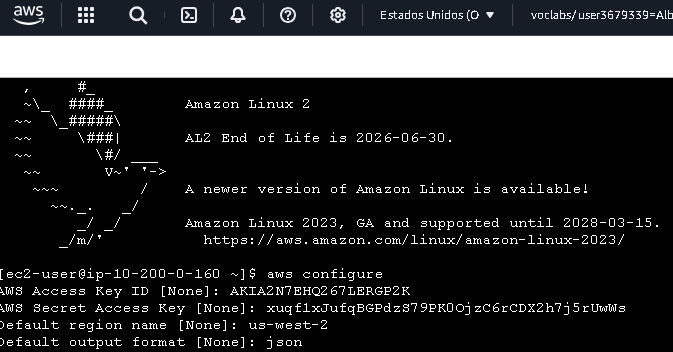 aws
Estados Unidos (O
voclabs/user3679339=Alb
, #_
~\_ ####_ Amazon Linux 2
~~ \_#####\
~~ \###| AL2 End of Life is 2026-06-30.
~~ \#/ ___
~~ V~' '->
~~~ / A newer version of Amazon Linux is available!
~~._. _/
_/ _/ Amazon Linux 2023, GA and supported until 2028-03-15.
_/m/' https://aws.amazon.com/linux/amazon-linux-2023/
[ec2-user@ip-10-200-0-160 ~]$ aws configure
AWS Access Key ID [None]: AKIA2N7EHQ267LERGP2K
AWS Secret Access Key [None]: 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
Default region name [None]: us-west-2
Default output format [None]: json